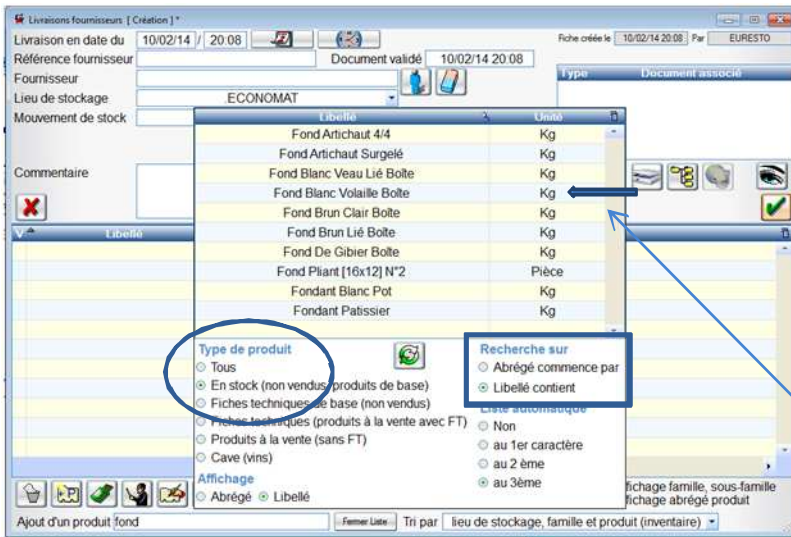 Livraisons fournisseurs [ Création ] *
Livraison en date du 10/02/14 / 20:08 Fiche créée le 10/02/14 20:08 Par EURESTO
Référence fournisseur Document validé 10/02/14 20:08
Fournisseur Type Document associé
Lieu de stockage .ECONOMAT
Mouvement de stock
Libellé Unité
Fond Artichaut 4/4 Kg
Fond Artichaut Surgelé Kg
Commentaire
Fond Blanc Veau Lié Boîte Kg
Fond Blanc Volaille Boîte Kg
Fond Brun Clair Boîte Kg
V Libellé
Fond Brun Lié Boîte Kg
Fond De Gibier Boîte Kg
Fond Pliant [16x12] N°2 Pièce
Fondant Blanc Pot Kg
Fondant Patissier Kg
Type de produit
Tous
En stock (non vendus, produits de base)
Fiches techniques de base (non vendus)
Fiches techniques (produits à la vente avec FT)
Produits à la vente (sans FT)
Cave (vins)
Affichage
Abrégé Libellé
Recherche sur
Abrégé commence par
Libellé contient
Liste automatique
Non
au 1er caractère
au 2 ème
au 3ème
fichage famille, sous-famille
fichage abrégé produit
Ajout d'un produit fond Fermer Liste Tri par lieu de stockage, famille et produit (inventaire)